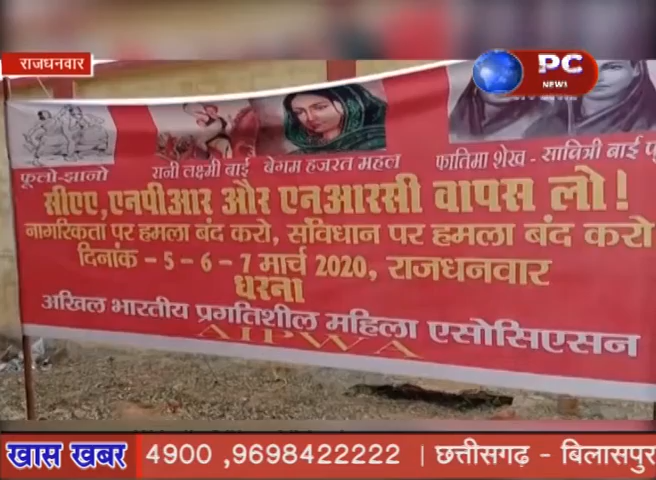 राजधनवार
PC
NEWS
फूलो-झानो रानी लक्ष्मी बाई बेगम हजरत महल फातिमा शेख - सावित्री बाई
सीएए, एनपीआर और एनआरसी वापस लो!
नागरिकता पर हमला बंद करो, संविधान पर हमला बंद करो
दिनांक - 5 - 6 - 7 मार्च 2020, राजधनवार
धरना
अखिल भारतीय प्रगतिशील महिला एसोसिएसन
AIPWA
खास खबर 4900 ,9698422222 | छत्तीसगढ़ - बिलासपुर